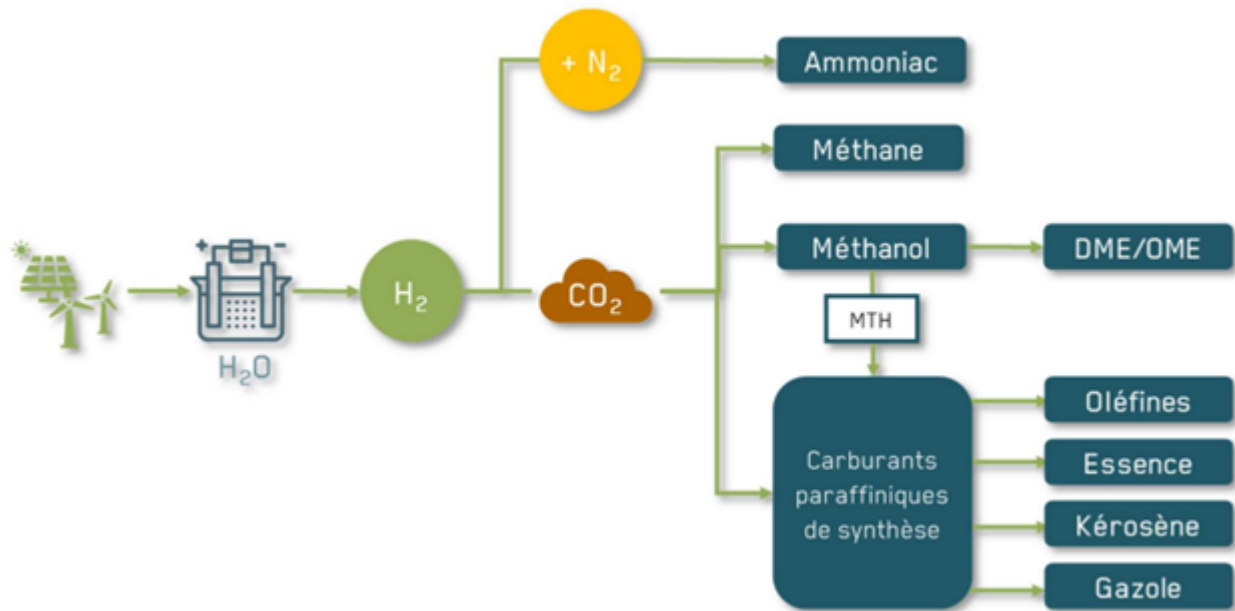 + N₂
Ammoniac
Méthane
Méthanol
DME/OME
+ -
H₂O
H₂
CO₂
MTH
Carburants
paraffiniques
de synthèse
Oléfines
Essence
Kérosène
Gazole